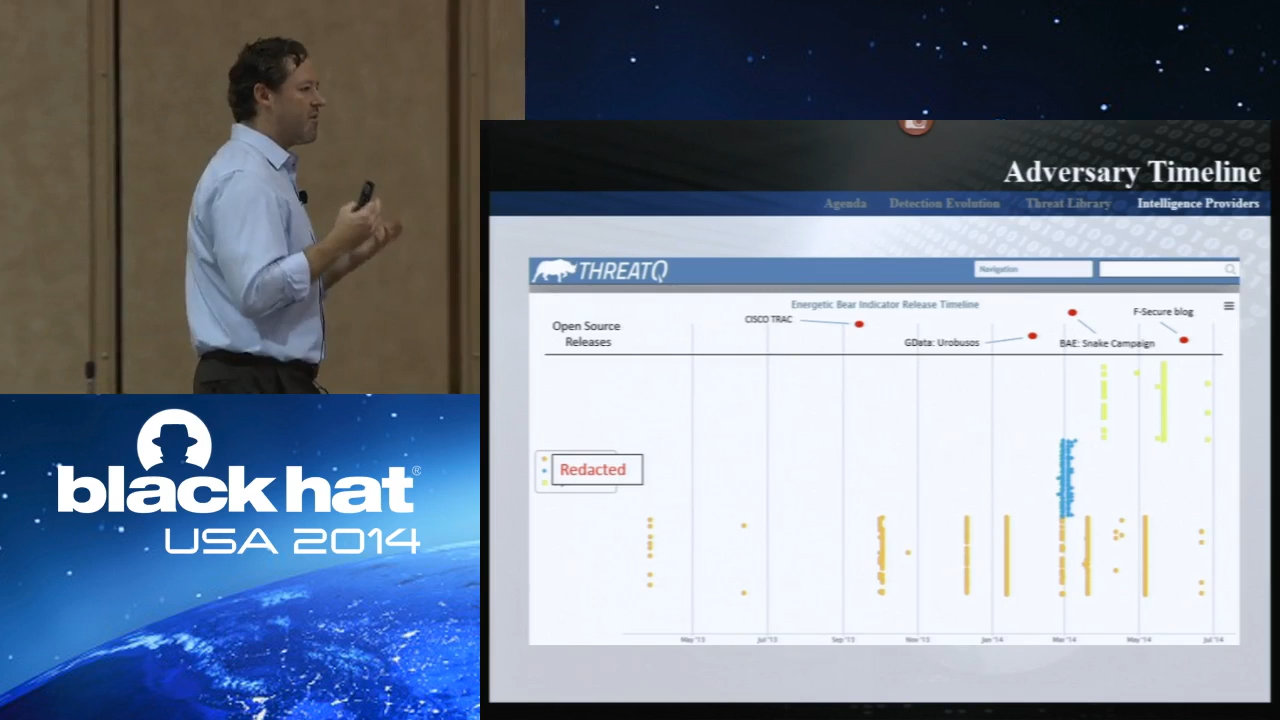 Adversary Timeline
Agenda Detection Evolution Threat Library Intelligence Providers
THREATQ
Navigation
Energetic Bear Indicator Release Timeline
Open Source
Releases
CISCO TRAC
GData: Urobusos
BAE: Snake Campaign
F-Secure blog
Redacted
May '13 Jul '13 Sep '13 Nov '13 Jan '14 Mar '14 May '14 Jul '14
black hat®
USA 2014